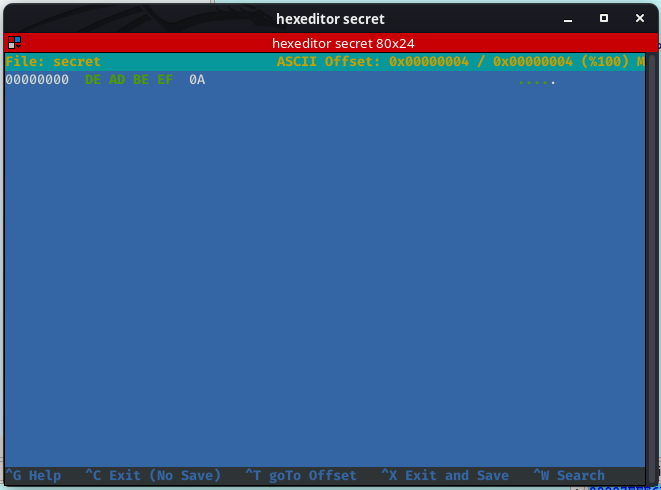 hexeditor secret
hexeditor secret 80x24
File: secret ASCII Offset: 0x00000004 / 0x00000004 (%100) M
00000000 DE AD BE EF 0A .....
^G Help ^C Exit (No Save) ^T goTo Offset ^X Exit and Save ^W Search